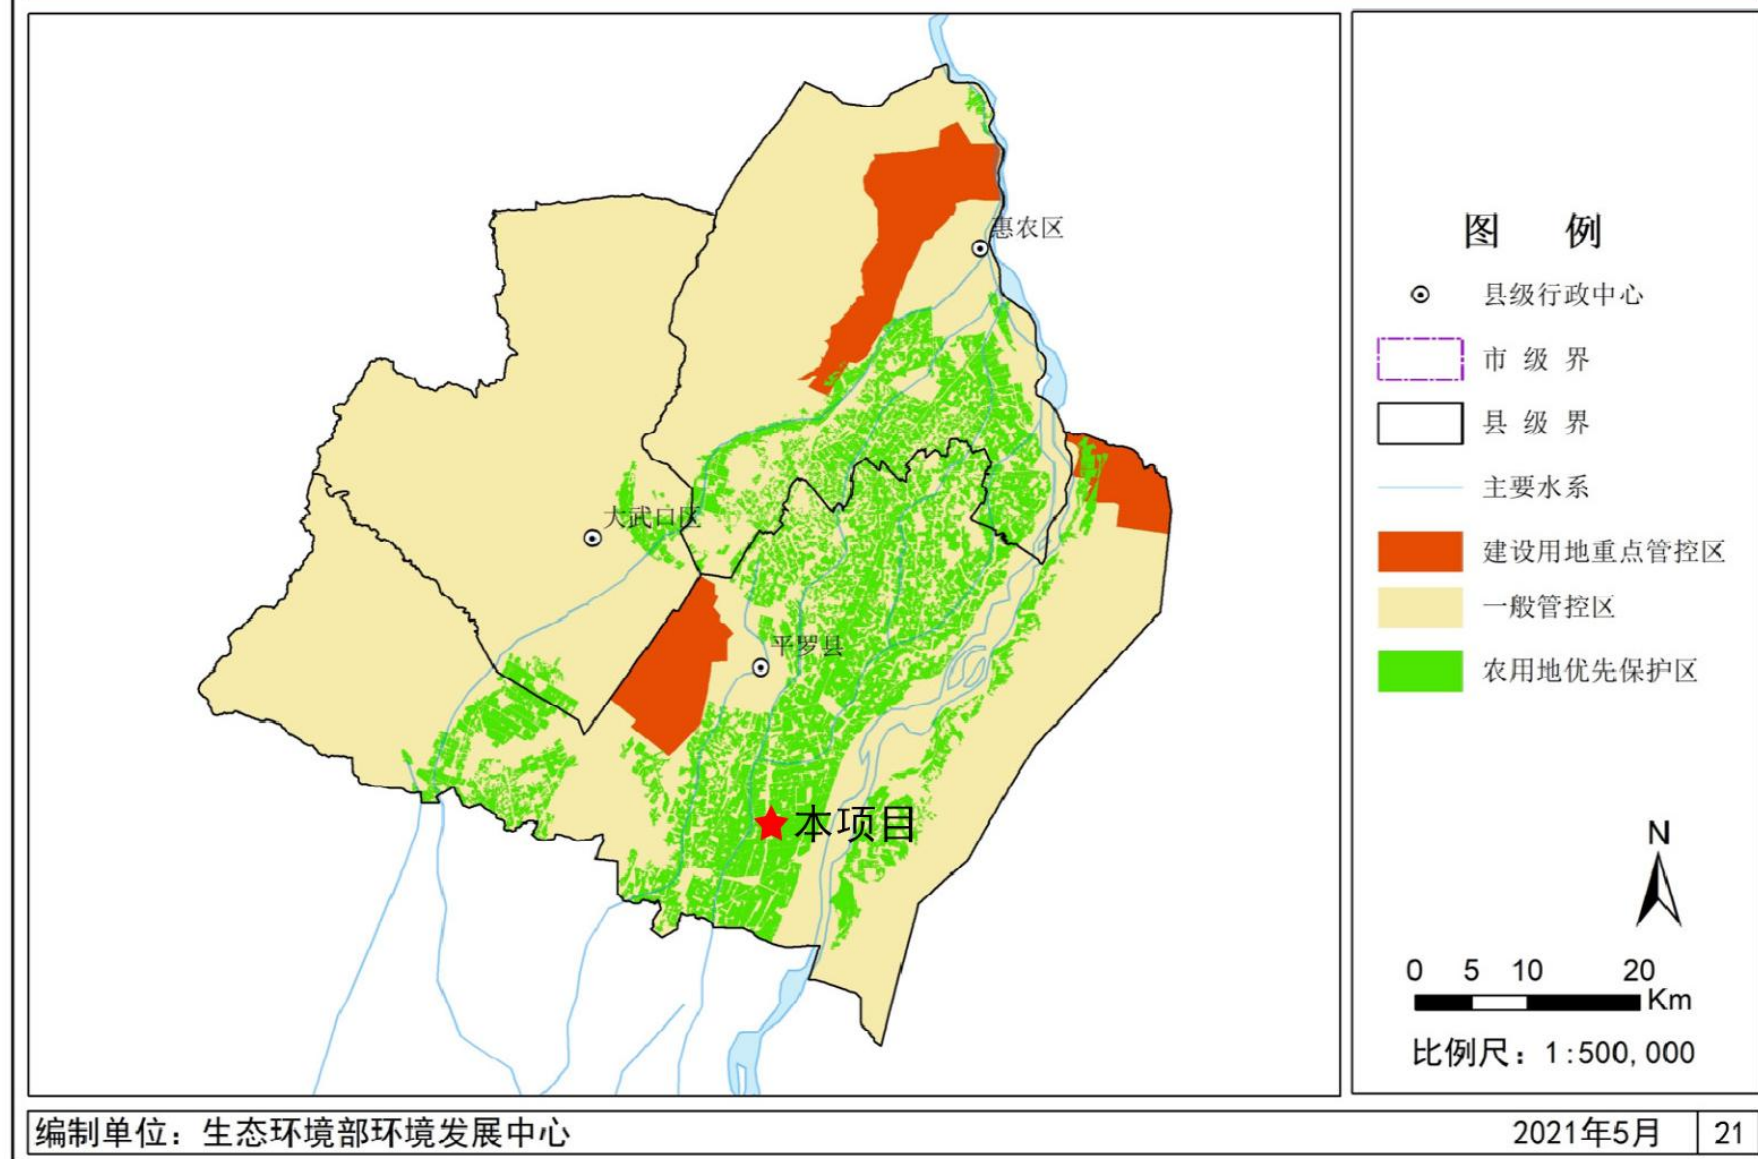 惠农区
大武口区
平罗县
本项目
图 例
县级行政中心
市 级 界
县 级 界
主要水系
建设用地重点管控区
一般管控区
农用地优先保护区
N
0 5 10 20
Km
比例尺：1:500,000
编制单位：生态环境部环境发展中心
2021年5月
21